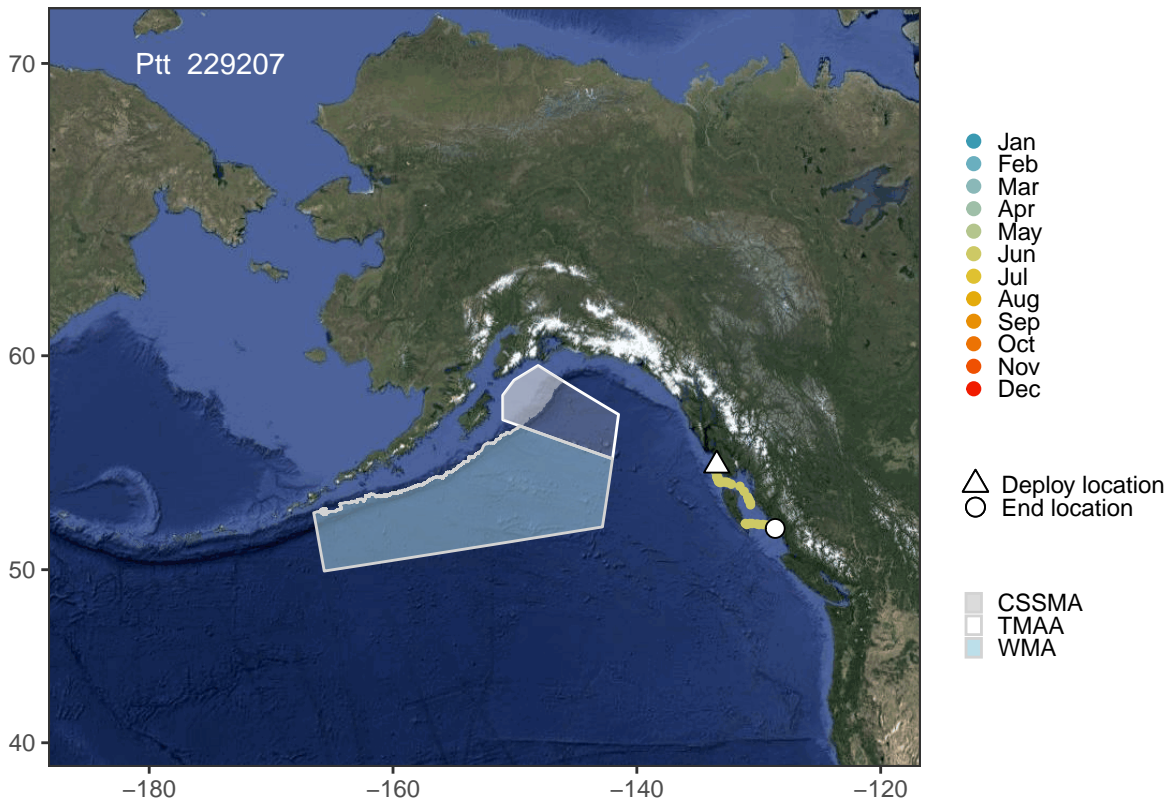 Ptt 229207
70
60
50
40
−180
−160
−140
−120
Jan
Feb
Mar
Apr
May
Jun
Jul
Aug
Sep
Oct
Nov
Dec
Deploy location
End location
CSSMA
TMAA
WMA